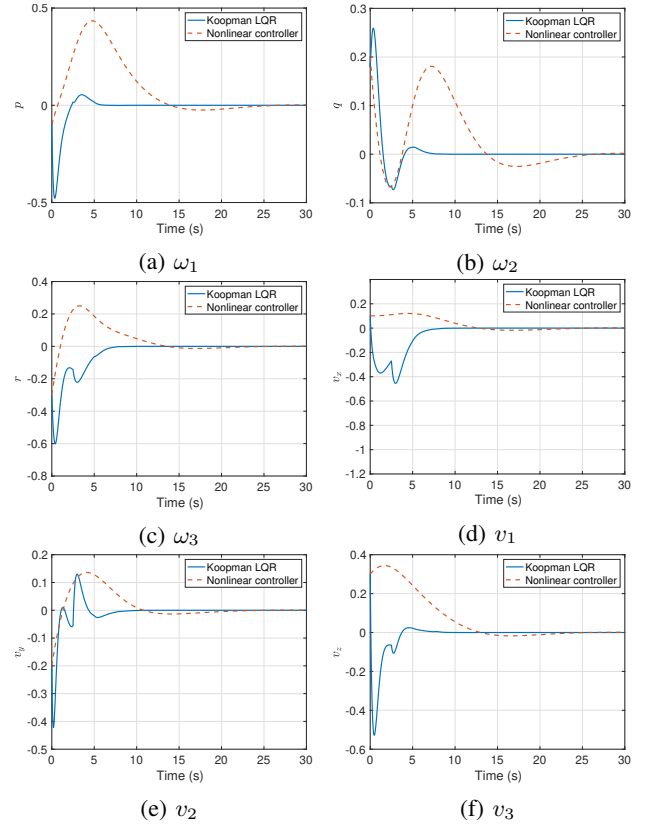 0.5
0
-0.5
p
Koopman LQR
Nonlinear controller
0 5 10 15 20 25 30
Time (s)
(a) ω₁
0.3
0.2
0.1
0
-0.1
q
Koopman LQR
Nonlinear controller
0 5 10 15 20 25 30
Time (s)
(b) ω₂
0.4
0.2
0
-0.2
-0.4
-0.6
-0.8
r
Koopman LQR
Nonlinear controller
0 5 10 15 20 25 30
Time (s)
(c) ω₃
0.4
0.2
0
-0.2
-0.4
-0.6
-0.8
-1
-1.2
vₓ
Koopman LQR
Nonlinear controller
0 5 10 15 20 25 30
Time (s)
(d) v₁
0.2
0.1
0
-0.1
-0.2
-0.3
-0.4
-0.5
v_y
Koopman LQR
Nonlinear controller
0 5 10 15 20 25 30
Time (s)
(e) v₂
0.4
0.2
0
-0.2
-0.4
-0.6
v_z
Koopman LQR
Nonlinear controller
0 5 10 15 20 25 30
Time (s)
(f) v₃